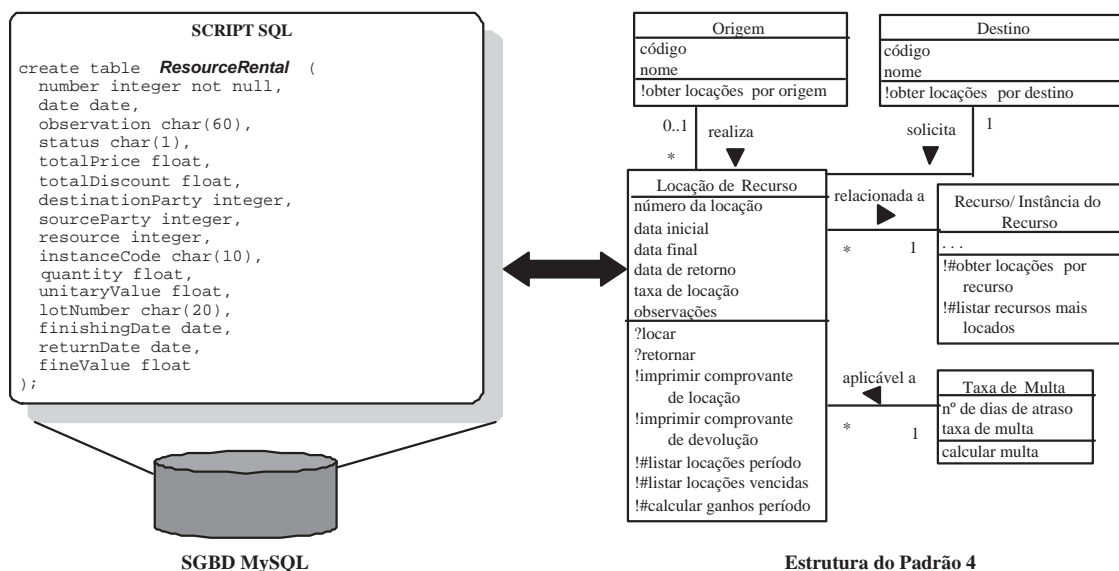 SCRIPT SQL
create table ResourceRental (
number integer not null,
date date,
observation char(60),
status char(1),
totalPrice float,
totalDiscount float,
destinationParty integer,
sourceParty integer,
resource integer,
instanceCode char(10),
quantity float,
unitaryValue float,
lotNumber char(20),
finishingDate date,
returnDate date,
fineValue float
);
SGBD MySQL
Origem
código
nome
!obter locações por origem
Destino
código
nome
!obter locações por destino
0..1
realiza
*
solicita
1
Locação de Recurso
número da locação
data inicial
data final
data de retorno
taxa de locação
observações
?locar
?retornar
!imprimir comprovante
de locação
!imprimir comprovante
de devolução
!#listar locações período
!#listar locações vencidas
!#calcular ganhos período
relacionada a
*
1
Recurso/ Instância do
Recurso
. . .
!#obter locações por
recurso
!#listar recursos mais
locados
aplicável a
*
1
Taxa de Multa
nº de dias de atraso
taxa de multa
calcular multa
Estrutura do Padrão 4